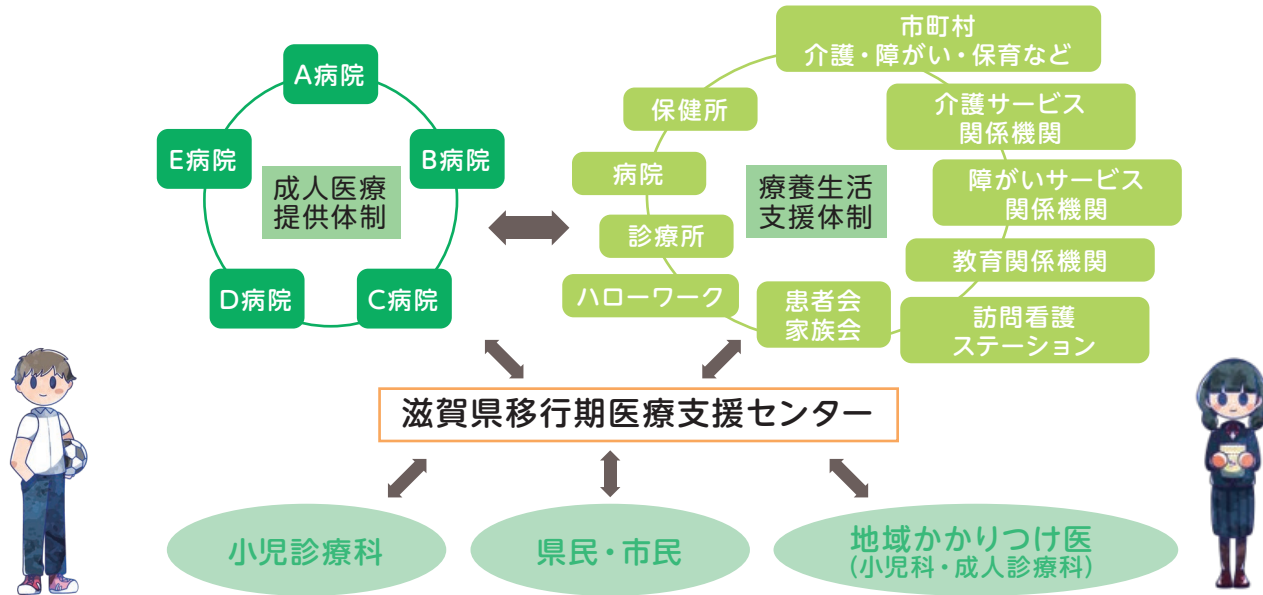 A病院
B病院
C病院
D病院
E病院
成人医療
提供体制
市町村
介護・障がい・保育など
介護サービス
関係機関
障がいサービス
関係機関
教育関係機関
訪問看護
ステーション
患者会
家族会
ハローワーク
診療所
病院
保健所
療養生活
支援体制
滋賀県移行期医療支援センター
小児診療科
県民・市民
地域かかりつけ医
(小児科・成人診療科)